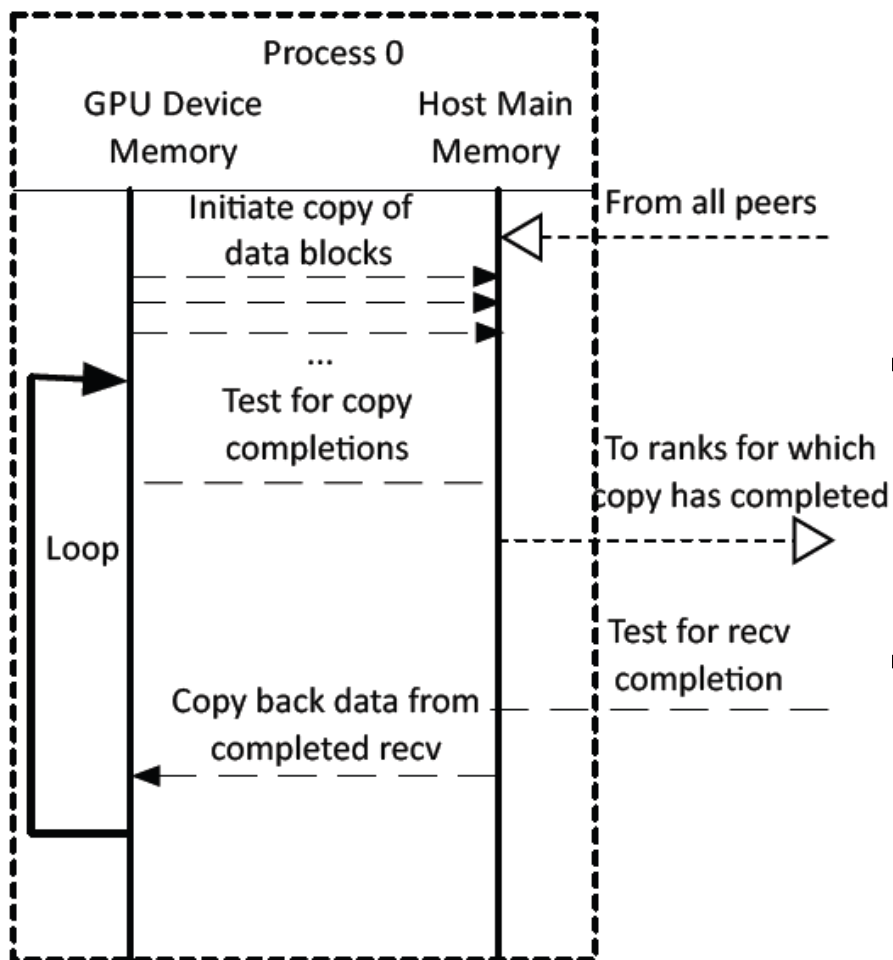 Process 0
GPU Device
Memory
Host Main
Memory
Initiate copy of
data blocks
From all peers
...
Test for copy
completions
To ranks for which
copy has completed
Loop
Test for recv
completion
Copy back data from
completed recv